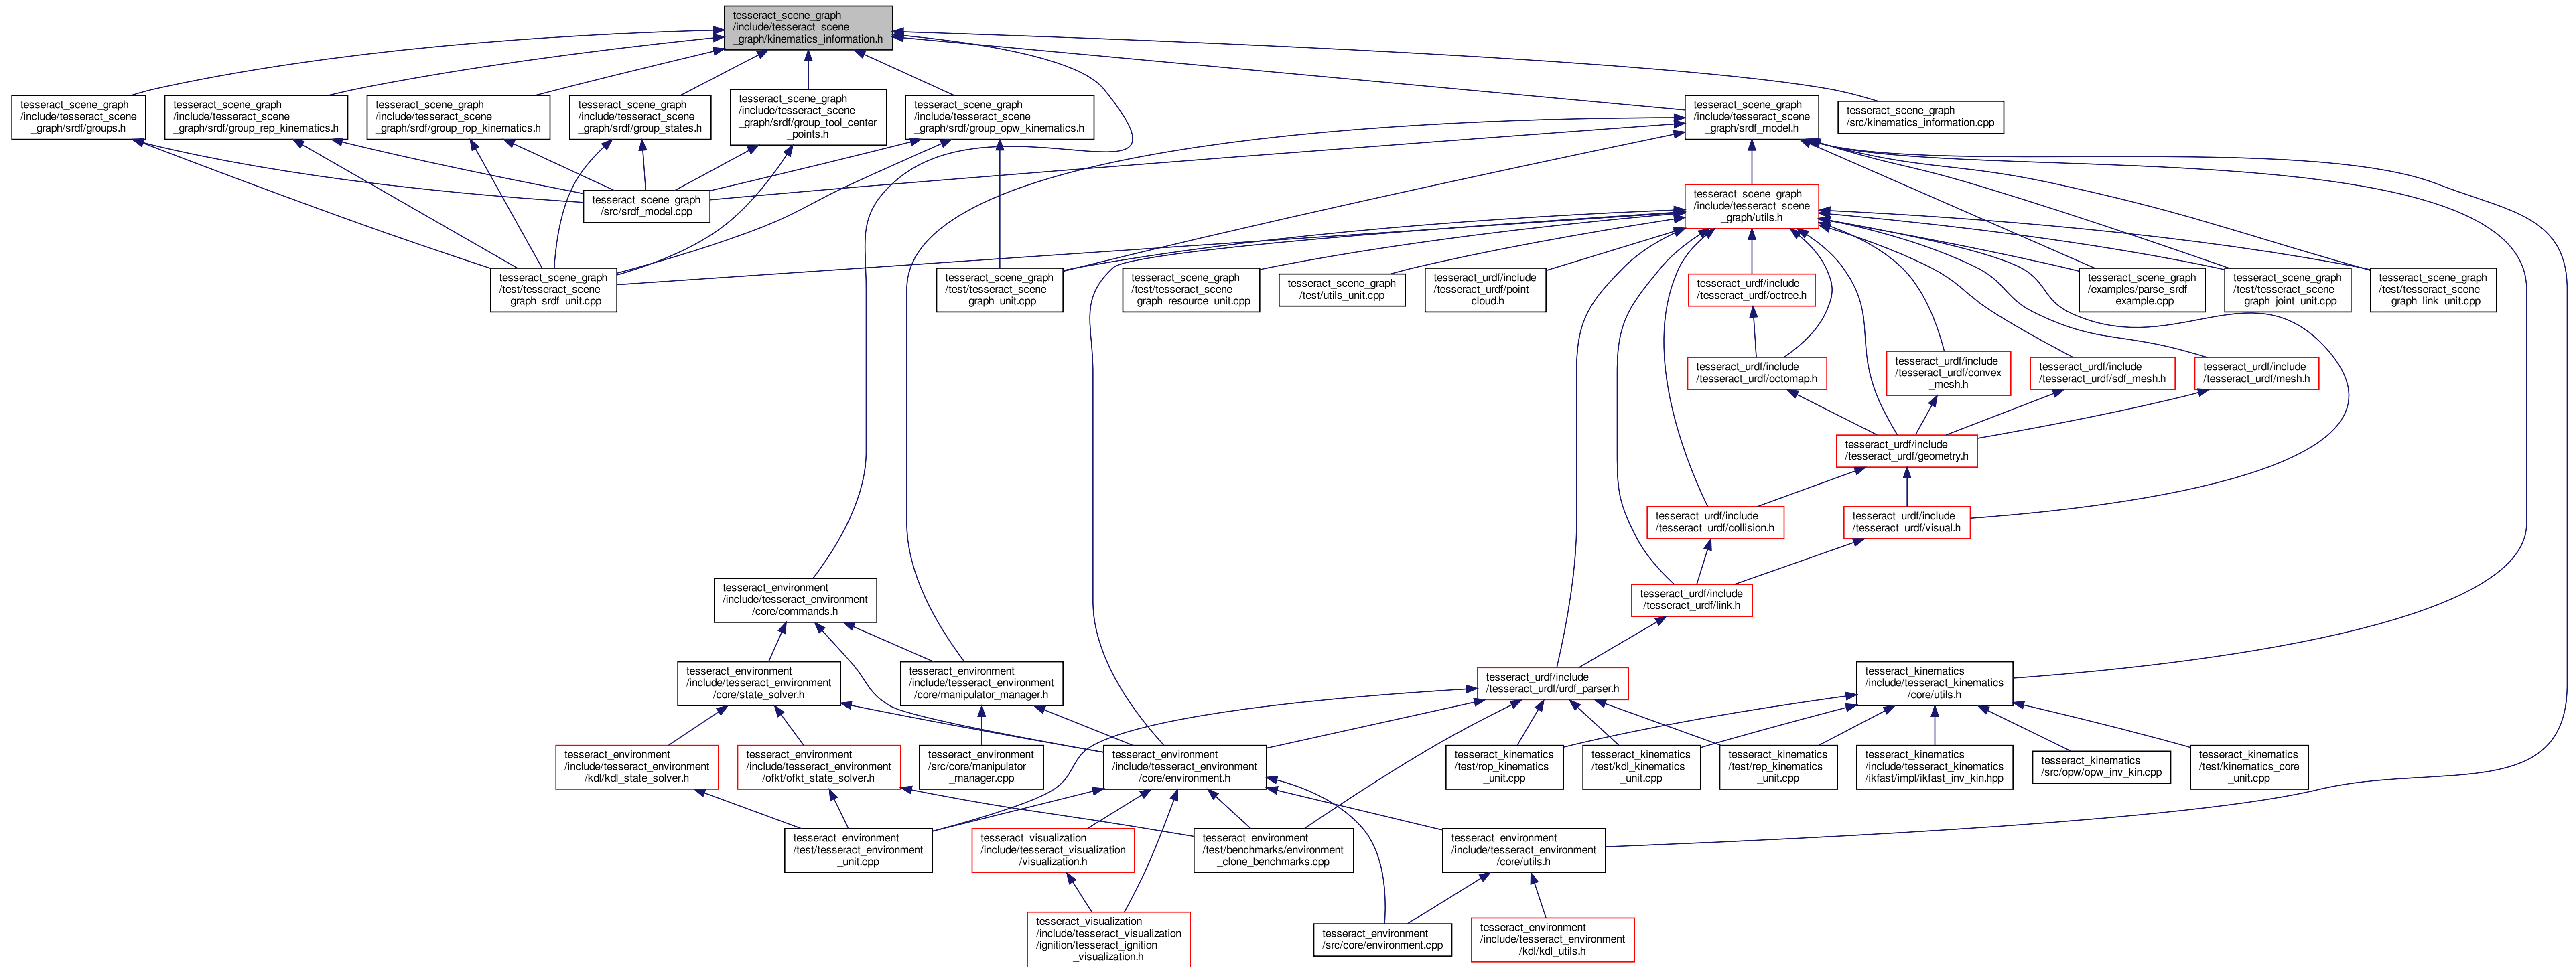 tesseract_scene_graph
/include/tesseract_scene
_graph/kinematics_information.h
tesseract_scene_graph
/include/tesseract_scene
_graph/srdf/groups.h
tesseract_scene_graph
/include/tesseract_scene
_graph/srdf/group_rep_kinematics.h
tesseract_scene_graph
/include/tesseract_scene
_graph/srdf/group_rop_kinematics.h
tesseract_scene_graph
/include/tesseract_scene
_graph/srdf/group_states.h
tesseract_scene_graph
/include/tesseract_scene
_graph/srdf/group_tool_center
_points.h
tesseract_scene_graph
/include/tesseract_scene
_graph/srdf/group_opw_kinematics.h
tesseract_scene_graph
/include/tesseract_scene
_graph/srdf_model.h
tesseract_scene_graph
/src/kinematics_information.cpp
tesseract_scene_graph
/src/srdf_model.cpp
tesseract_scene_graph
/include/tesseract_scene
_graph/utils.h
tesseract_scene_graph
/test/tesseract_scene
_graph_srdf_unit.cpp
tesseract_scene_graph
/test/tesseract_scene
_graph_unit.cpp
tesseract_scene_graph
/test/tesseract_scene
_graph_resource_unit.cpp
tesseract_scene_graph
/test/utils_unit.cpp
tesseract_urdf/include
/tesseract_urdf/point
_cloud.h
tesseract_urdf/include
/tesseract_urdf/octree.h
tesseract_scene_graph
/examples/parse_srdf
_example.cpp
tesseract_scene_graph
/test/tesseract_scene
_graph_joint_unit.cpp
tesseract_scene_graph
/test/tesseract_scene
_graph_link_unit.cpp
tesseract_urdf/include
/tesseract_urdf/octomap.h
tesseract_urdf/include
/tesseract_urdf/convex
_mesh.h
tesseract_urdf/include
/tesseract_urdf/sdf_mesh.h
tesseract_urdf/include
/tesseract_urdf/mesh.h
tesseract_urdf/include
/tesseract_urdf/geometry.h
tesseract_urdf/include
/tesseract_urdf/collision.h
tesseract_urdf/include
/tesseract_urdf/visual.h
tesseract_environment
/include/tesseract_environment
/core/commands.h
tesseract_urdf/include
/tesseract_urdf/link.h
tesseract_environment
/include/tesseract_environment
/core/state_solver.h
tesseract_environment
/include/tesseract_environment
/core/manipulator_manager.h
tesseract_urdf/include
/tesseract_urdf/urdf_parser.h
tesseract_kinematics
/include/tesseract_kinematics
/core/utils.h
tesseract_environment
/include/tesseract_environment
/kdl/kdl_state_solver.h
tesseract_environment
/include/tesseract_environment
/ofkt/ofkt_state_solver.h
tesseract_environment
/src/core/manipulator
_manager.cpp
tesseract_environment
/include/tesseract_environment
/core/environment.h
tesseract_kinematics
/test/rop_kinematics
_unit.cpp
tesseract_kinematics
/test/kdl_kinematics
_unit.cpp
tesseract_kinematics
/test/rep_kinematics
_unit.cpp
tesseract_kinematics
/include/tesseract_kinematics
/ikfast/impl/ikfast_inv_kin.hpp
tesseract_kinematics
/src/opw/opw_inv_kin.cpp
tesseract_kinematics
/test/kinematics_core
_unit.cpp
tesseract_environment
/test/tesseract_environment
_unit.cpp
tesseract_visualization
/include/tesseract_visualization
/visualization.h
tesseract_environment
/test/benchmarks/environment
_clone_benchmarks.cpp
tesseract_environment
/include/tesseract_environment
/core/utils.h
tesseract_visualization
/include/tesseract_visualization
/ignition/tesseract_ignition
_visualization.h
tesseract_environment
/src/core/environment.cpp
tesseract_environment
/include/tesseract_environment
/kdl/kdl_utils.h